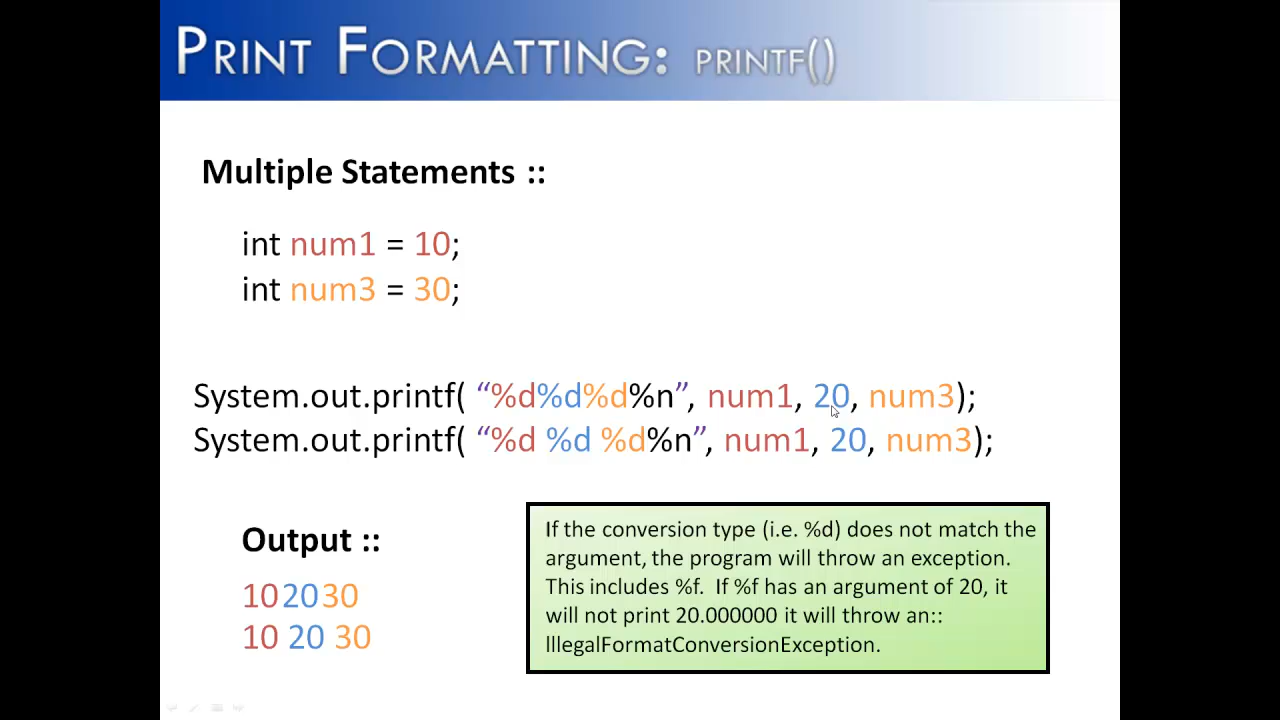 PRINT FORMATTING: PRINTF()
Multiple Statements ::
int num1 = 10;
int num3 = 30;
System.out.printf( “%d%d%d%n”, num1, 20, num3);
System.out.printf( “%d %d %d%n”, num1, 20, num3);
Output ::
102030
10 20 30
If the conversion type (i.e. %d) does not match the
argument, the program will throw an exception.
This includes %f. If %f has an argument of 20, it
will not print 20.000000 it will throw an::
IllegalFormatConversionException.